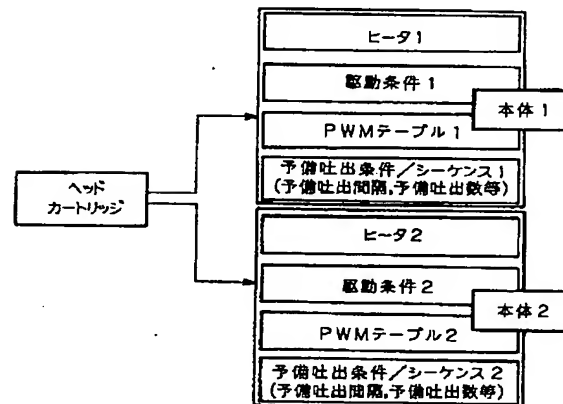 ヒータ1
駆動条件1
本体1
PWMテーブル1
予備吐出条件/シーケンス1
(予備吐出間隔,予備吐出数等)
ヘッド
カートリッジ
ヒータ2
駆動条件2
本体2
PWMテーブル2
予備吐出条件/シーケンス2
(予備吐出間隔,予備吐出数等)